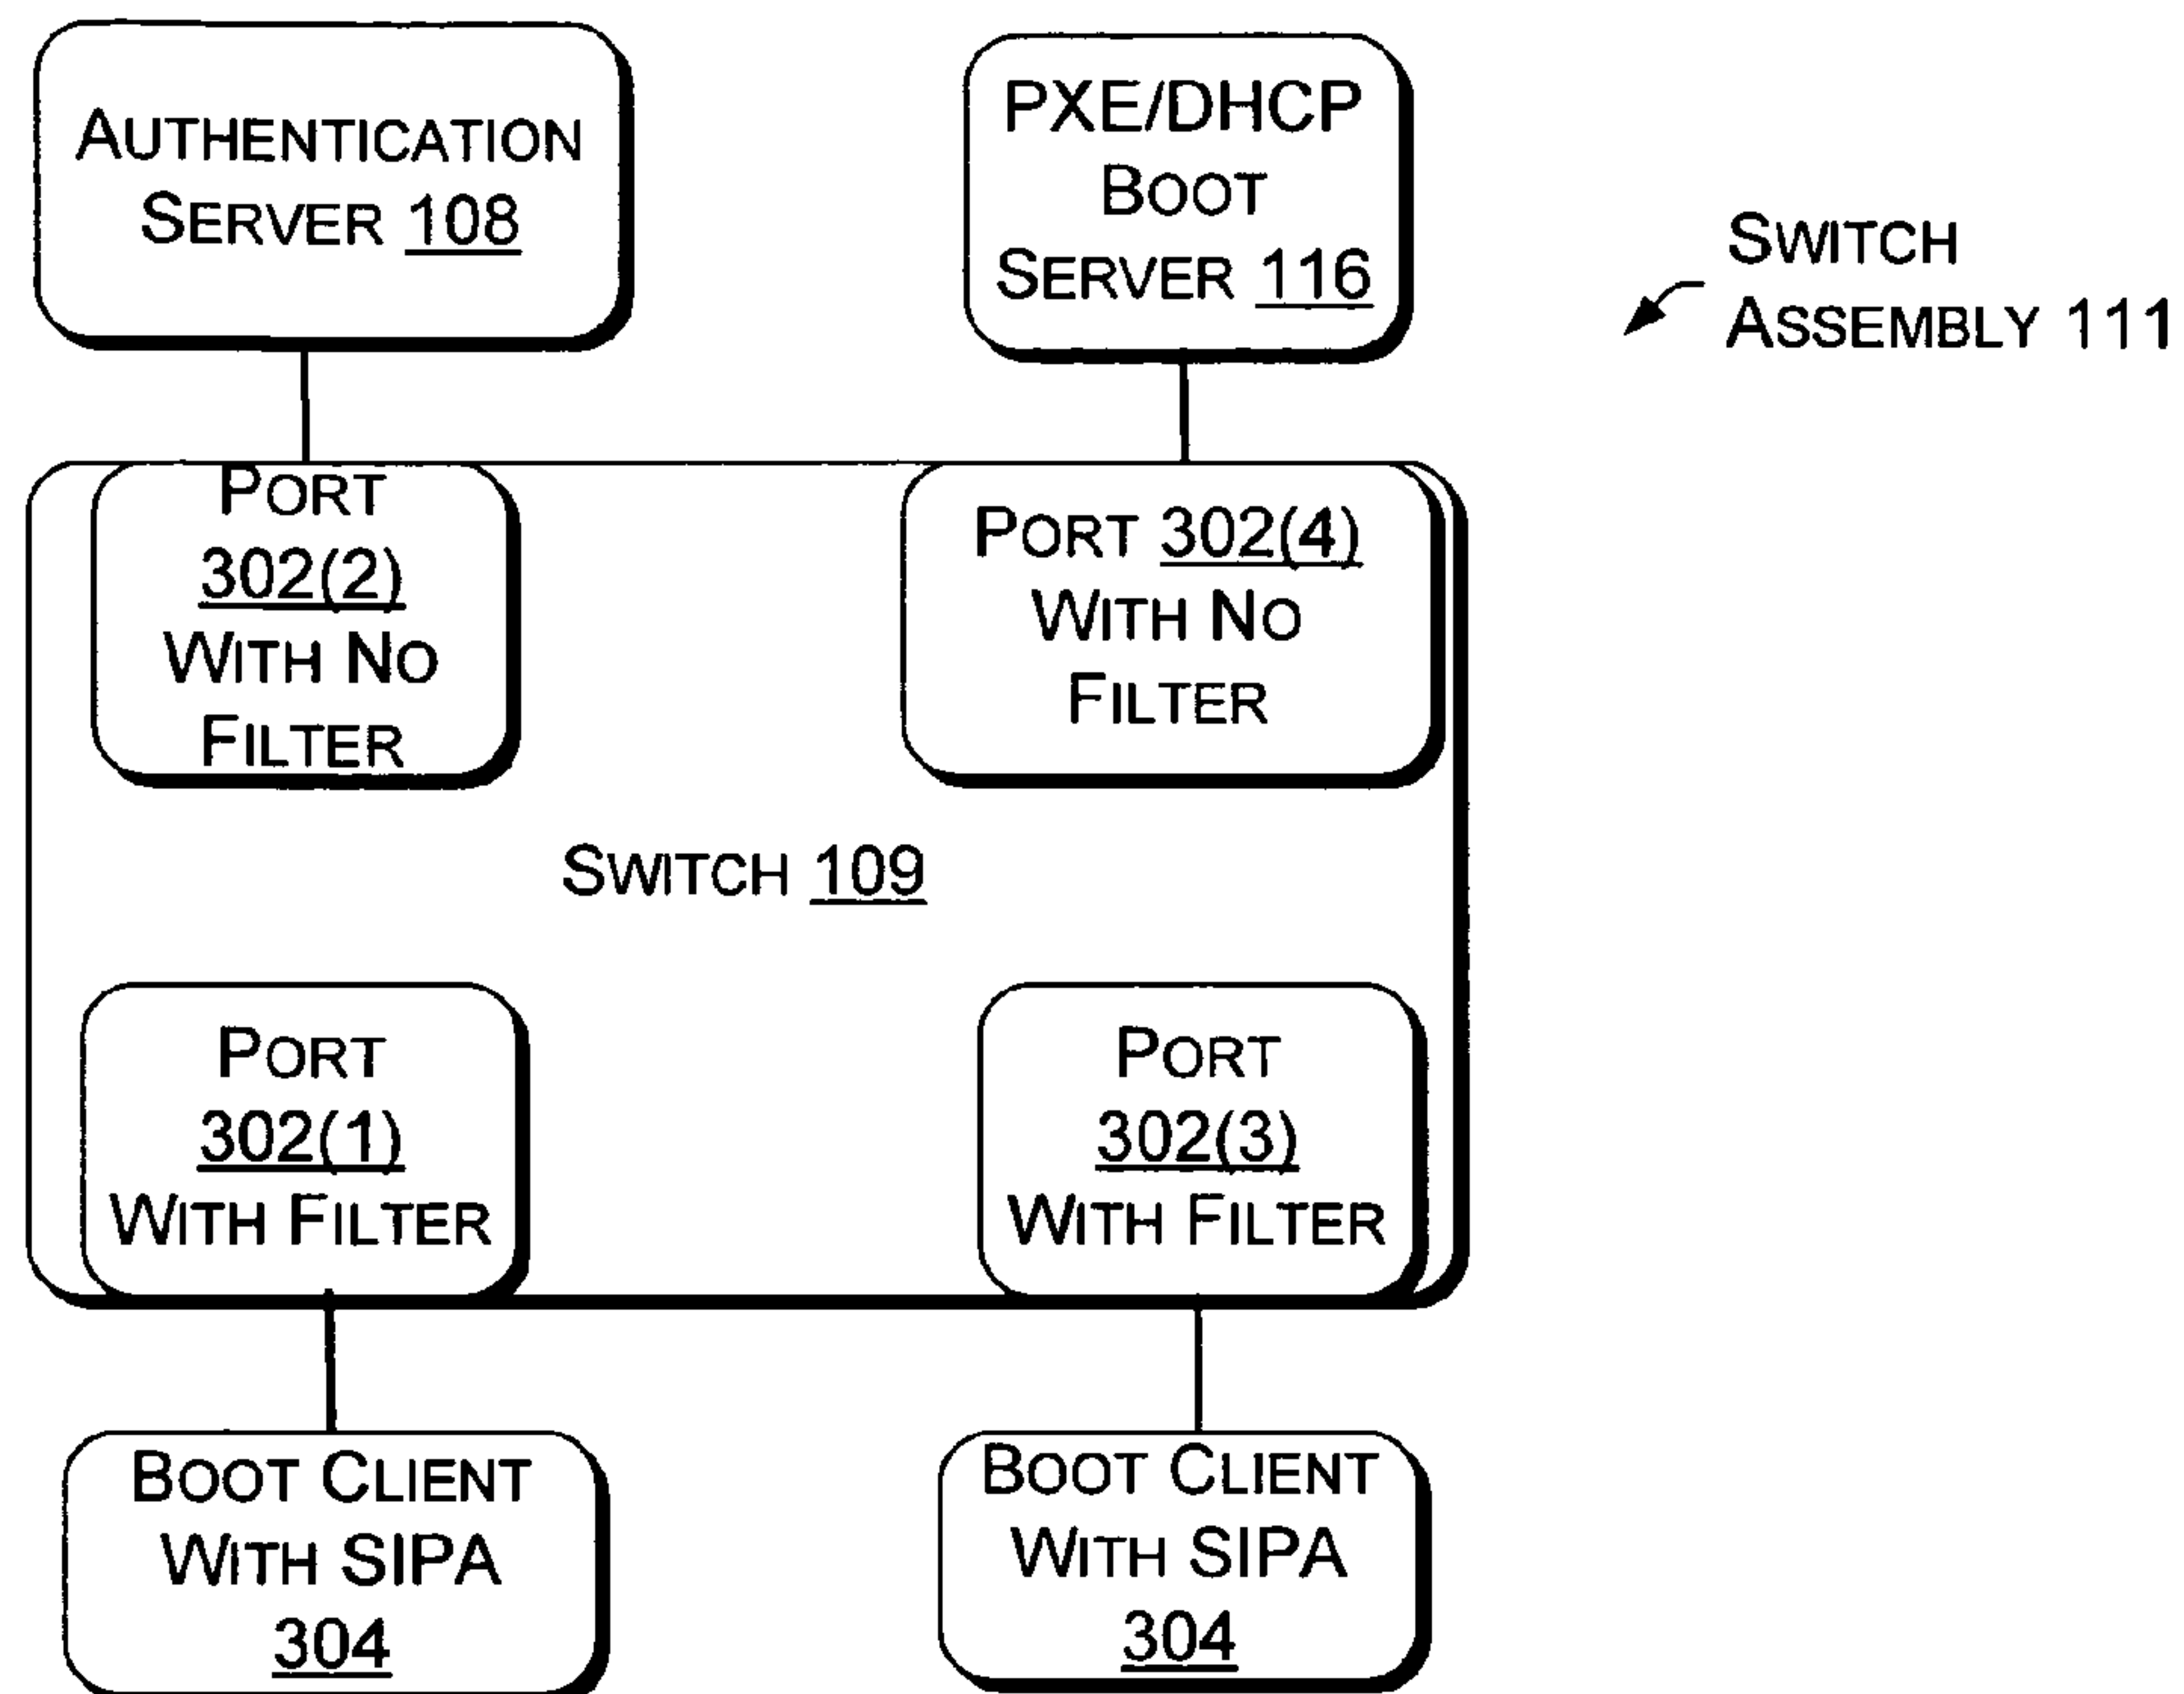 AUTHENTICATION
SERVER 108
PXE/DHCP
BOOT
SERVER 116
SWITCH
ASSEMBLY 111
PORT
302(2)
WITH NO
FILTER
PORT 302(4)
WITH NO
FILTER
SWITCH 109
PORT
302(1)
WITH FILTER
PORT
302(3)
WITH FILTER
BOOT CLIENT
WITH SIPA
304
BOOT CLIENT
WITH SIPA
304